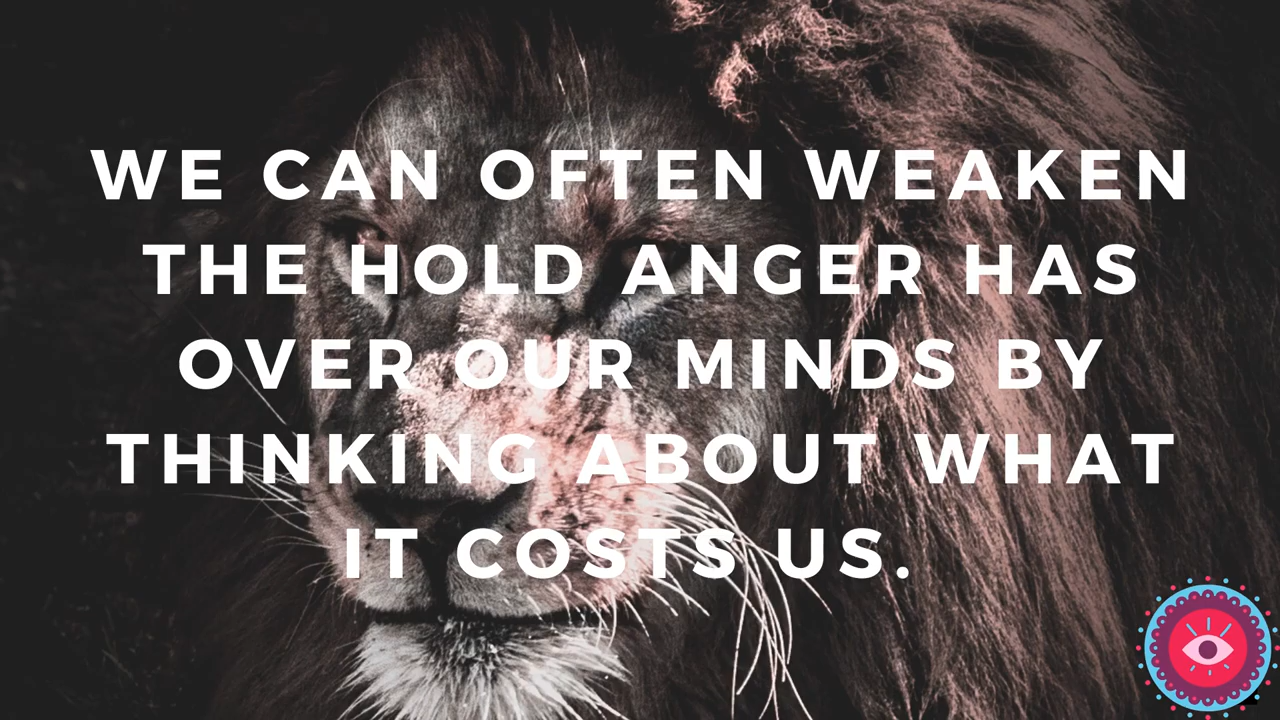 WE CAN OFTEN WEAKEN
THE HOLD ANGER HAS
OVER OUR MINDS BY
THINKING ABOUT WHAT
IT COSTS US.